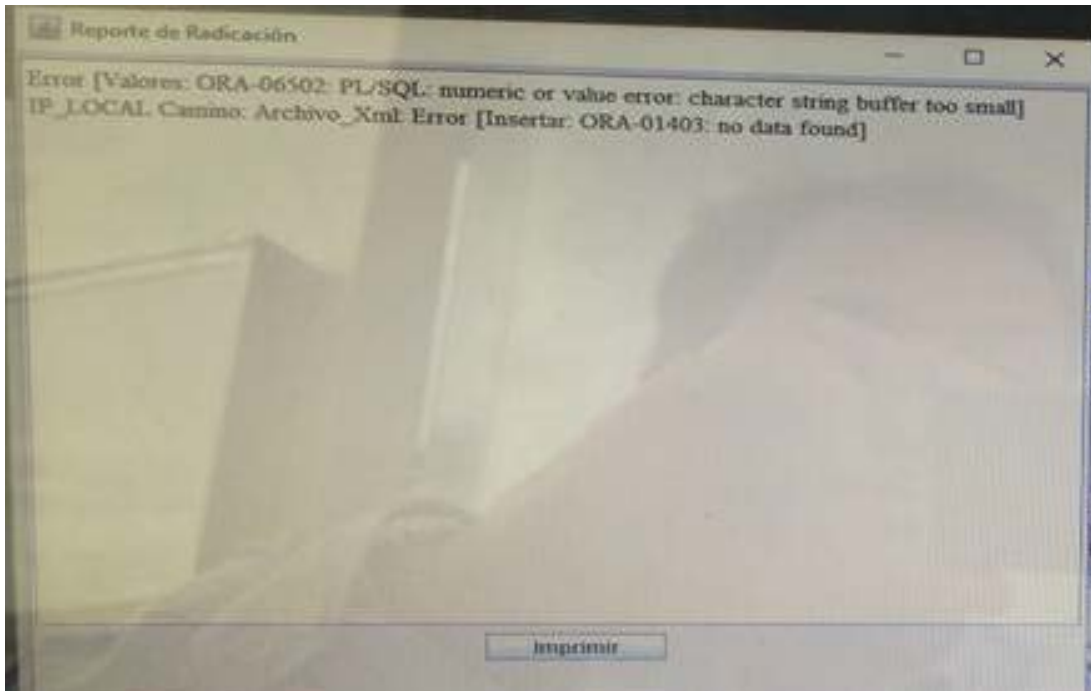 Reporte de Radicación
Error [Valores: ORA-06502: PL/SQL: numeric or value error: character string buffer too small]
IP_LOCAL Camino: Archivo_Xml: Error [Insertar: ORA-01403: no data found]
Imprimir